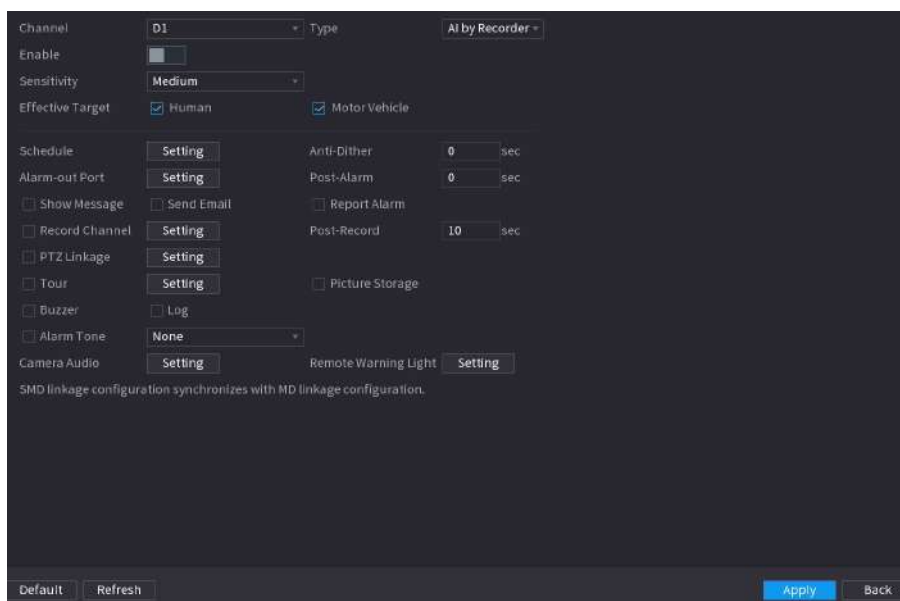 Channel D1 Type AI by Recorder
Enable
Sensitivity Medium
Effective Target Human Motor Vehicle
Schedule Setting Anti-Dither 0 sec
Alarm-out Port Setting Post-Alarm 0 sec
Show Message Send Email Report Alarm
Record Channel Setting Post-Record 10 sec
PTZ Linkage Setting
Tour Setting Picture Storage
Buzzer Log
Alarm Tone None
Camera Audio Setting Remote Warning Light Setting
SMD linkage configuration synchronizes with MD linkage configuration.
Default Refresh Apply Back